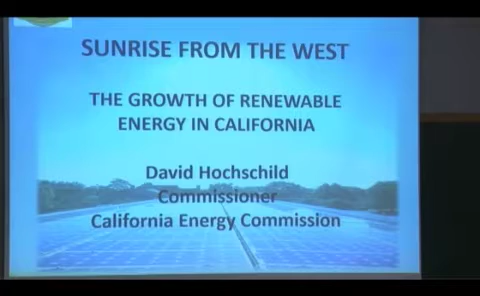 SUNRISE FROM THE WEST
THE GROWTH OF RENEWABLE
ENERGY IN CALIFORNIA
David Hochschild
Commissioner
California Energy Commission